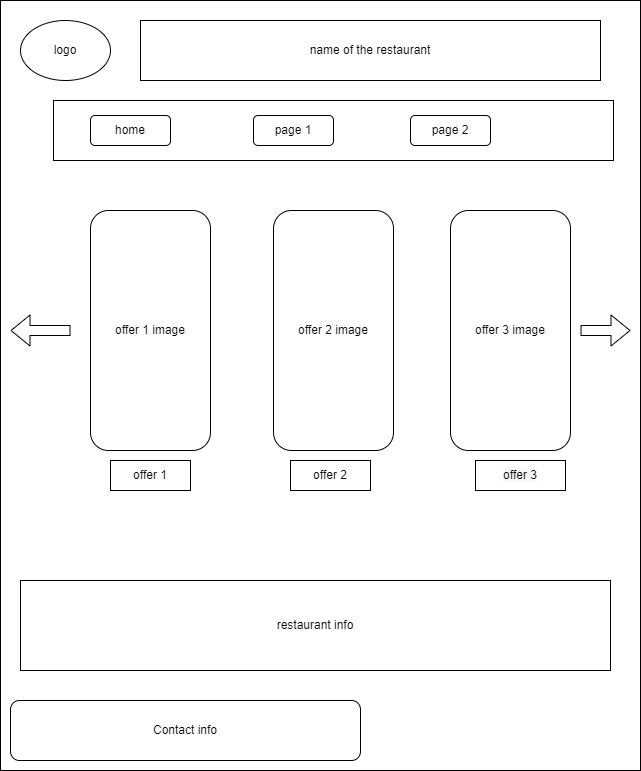 logo
name of the restaurant
home
page 1
page 2
offer 1 image
offer 2 image
offer 3 image
offer 1
offer 2
offer 3
restaurant info
Contact info